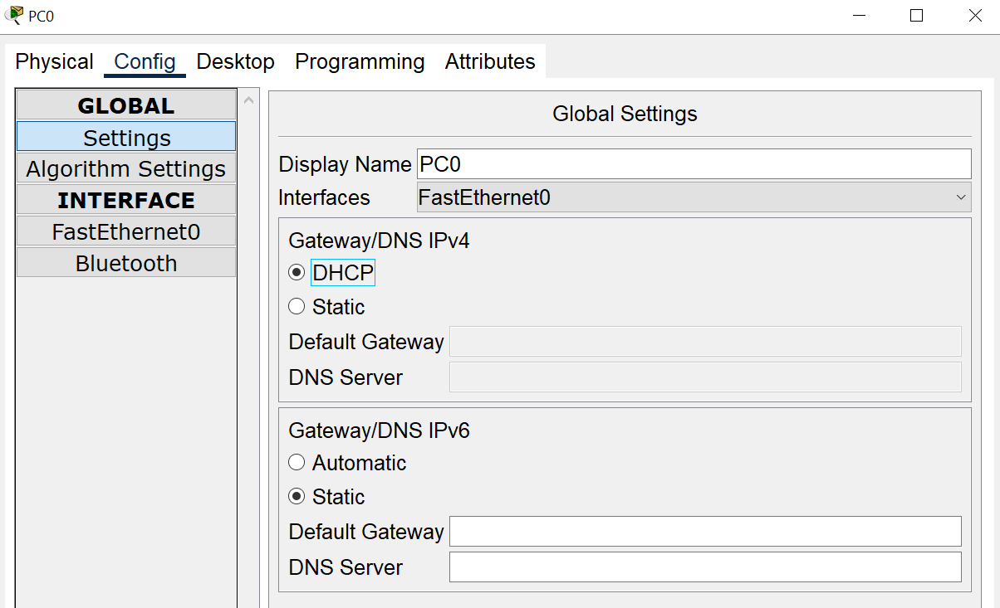 PC0
Physical Config Desktop Programming Attributes
GLOBAL
Settings
Algorithm Settings
INTERFACE
FastEthernet0
Bluetooth
Global Settings
Display Name PC0
Interfaces FastEthernet0
Gateway/DNS IPv4
DHCP
Static
Default Gateway
DNS Server
Gateway/DNS IPv6
Automatic
Static
Default Gateway
DNS Server